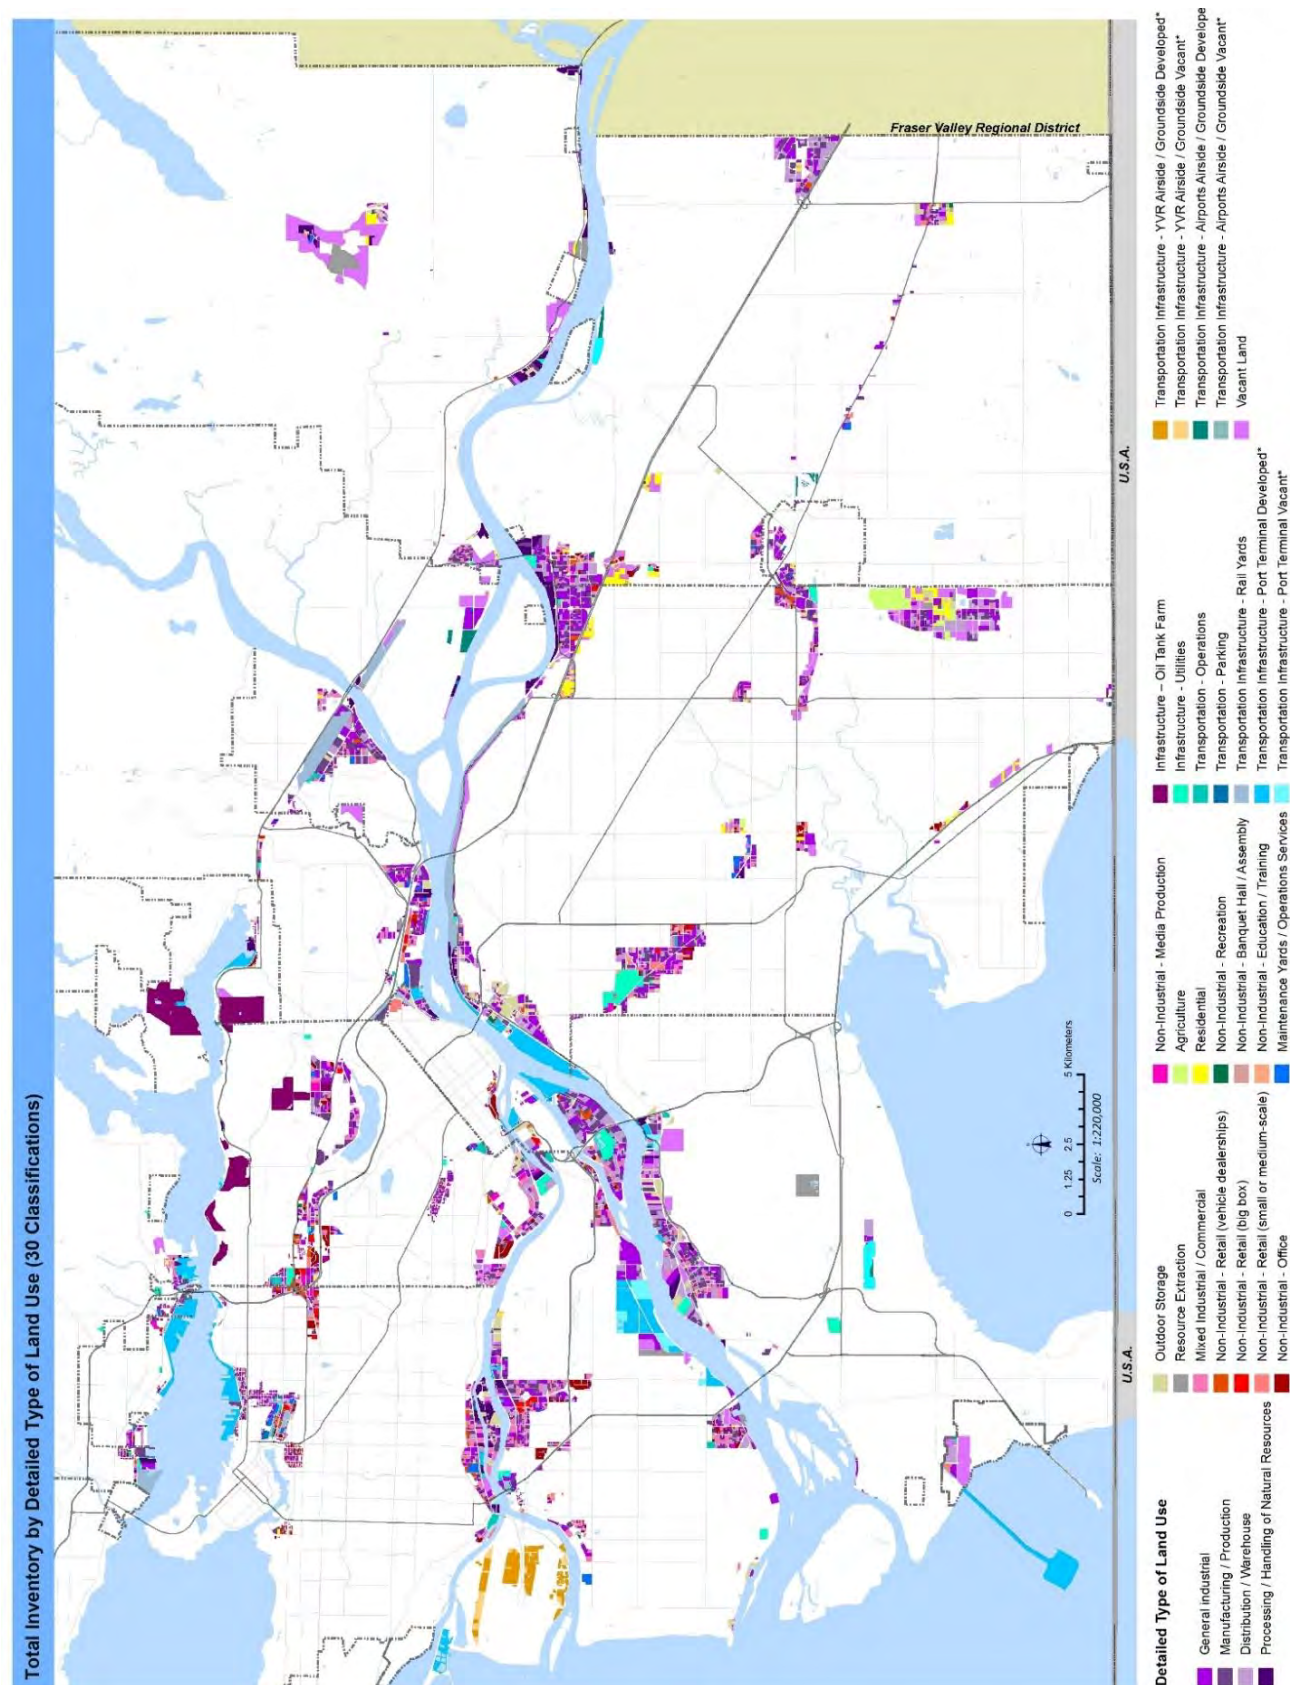 Total Inventory by Detailed Type of Land Use (30 Classifications)
Fraser Valley Regional District
U.S.A.
U.S.A.
0 1.25 2.5 5 Kilometers
Scale: 1:220,000
Detailed Type of Land Use
General industrial
Manufacturing / Production
Distribution / Warehouse
Processing / Handling of Natural Resources
Outdoor Storage
Resource Extraction
Mixed Industrial / Commercial
Non-Industrial - Retail (vehicle dealerships)
Non-Industrial - Retail (big box)
Non-Industrial - Retail (small or medium-scale)
Non-Industrial - Office
Non-Industrial - Media Production
Agriculture
Residential
Non-Industrial - Recreation
Non-Industrial - Banquet Hall / Assembly
Non-Industrial - Education / Training
Maintenance Yards / Operations Services
Infrastructure – Oil Tank Farm
Infrastructure - Utilities
Transportation - Operations
Transportation - Parking
Transportation Infrastructure - Rail Yards
Transportation Infrastructure - Port Terminal Developed*
Transportation Infrastructure - Port Terminal Vacant*
Transportation Infrastructure - YVR Airside / Groundside Developed*
Transportation Infrastructure - YVR Airside / Groundside Vacant*
Transportation Infrastructure - Airports Airside / Groundside Develope
Transportation Infrastructure - Airports Airside / Groundside Vacant*
Vacant Land